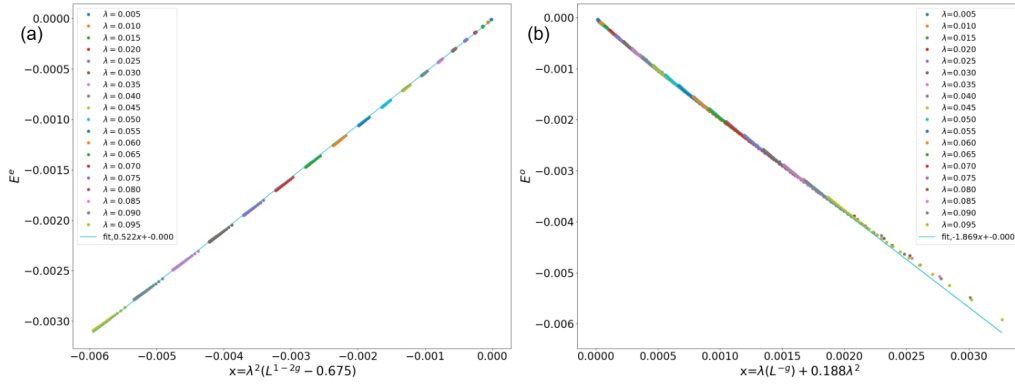 (a)
λ = 0.005
λ = 0.010
λ = 0.015
λ = 0.020
λ = 0.025
λ = 0.030
λ = 0.035
λ = 0.040
λ = 0.045
λ = 0.050
λ = 0.055
λ = 0.060
λ = 0.065
λ = 0.070
λ = 0.075
λ = 0.080
λ = 0.085
λ = 0.090
λ = 0.095
fit,0.522x+-0.000
0.0000
−0.0005
−0.0010
−0.0015
−0.0020
−0.0025
−0.0030
E^e
−0.006
−0.005
−0.004
−0.003
−0.002
−0.001
0.000
x=λ²(L^{1−2g} − 0.675)
(b)
λ=0.005
λ=0.010
λ=0.015
λ=0.020
λ=0.025
λ=0.030
λ=0.035
λ=0.040
λ=0.045
λ=0.050
λ=0.055
λ=0.060
λ=0.065
λ=0.070
λ=0.075
λ=0.080
λ=0.085
λ=0.090
λ=0.095
fit,-1.869x+-0.000
0.000
−0.001
−0.002
−0.003
−0.004
−0.005
−0.006
E^o
0.0000
0.0005
0.0010
0.0015
0.0020
0.0025
0.0030
x=λ(L^{−g}) + 0.188λ²